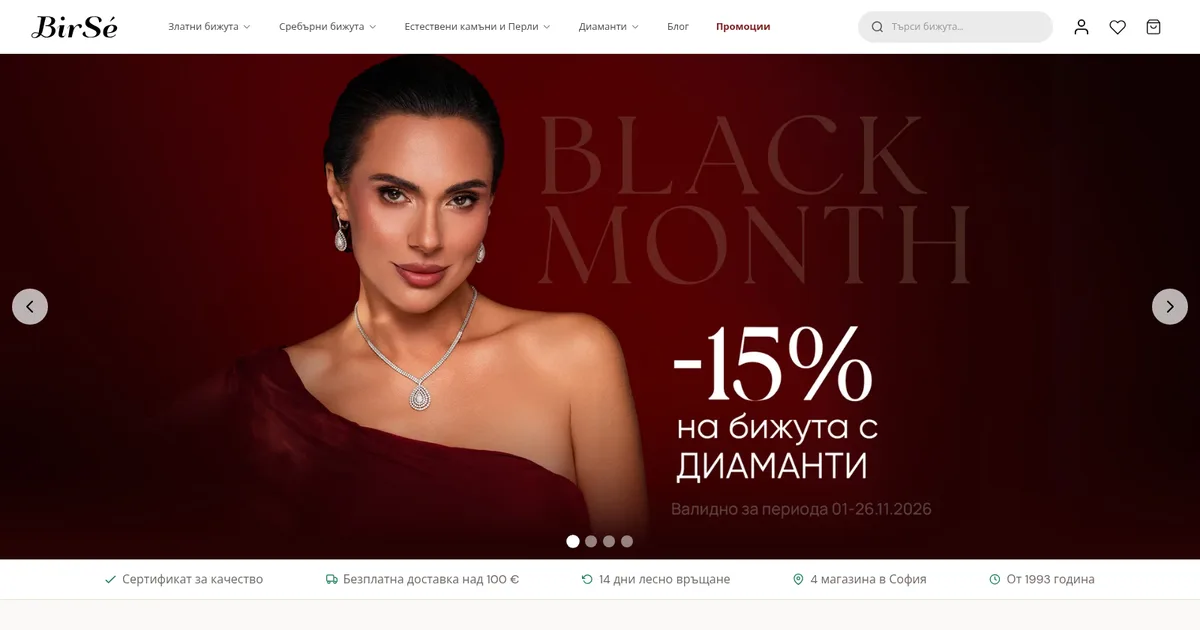 BirSé
Златни бижута
Сребърни бижута
Естествени камъни и Перли
Диаманти
Блог
Промоции
Търси бижута...
BLACK
MONTH
-15%
на бижута с
ДИАМАНТИ
Валидно за периода 01-26.11.2026
Сертификат за качество
Безплатна доставка над 100 €
14 дни лесно връщане
4 магазина в София
От 1993 година